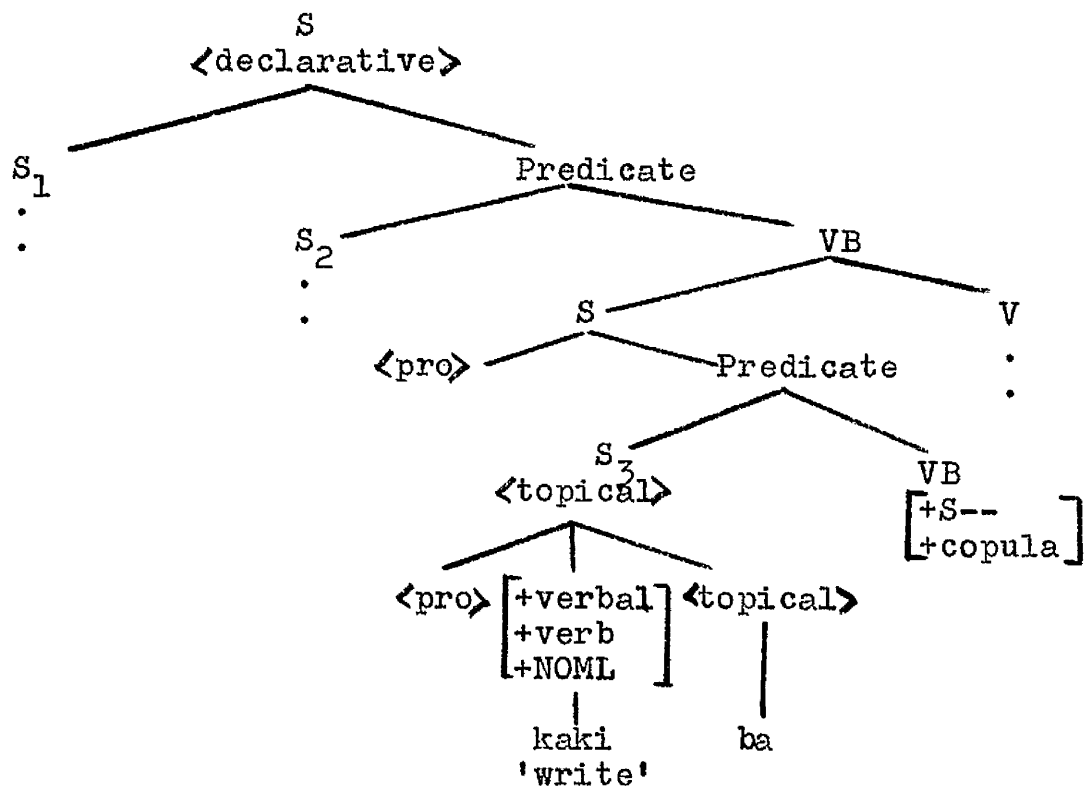 S
<declarative>
S1 Predicate
S2 VB
S V
<pro> Predicate
S3 VB
<topical> [+S--
+copula]
<pro> [+verbal <topical>
+verb
+NOML]
kaki ba
'write'